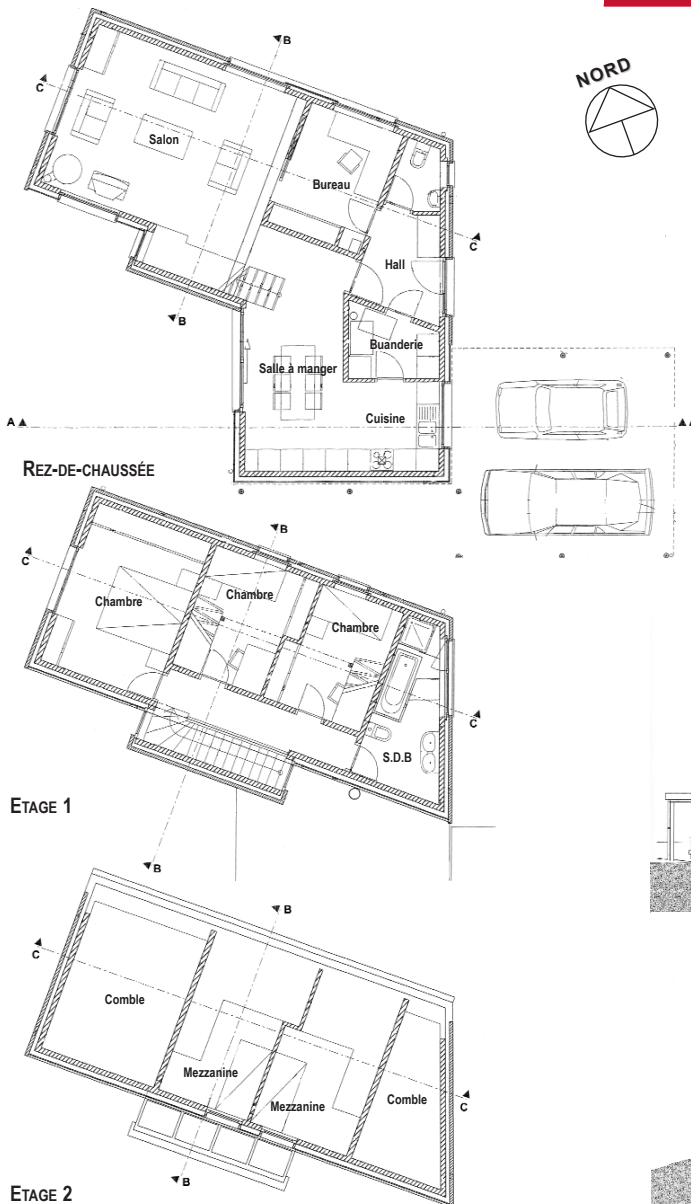 B
NORD
C
Salon
Bureau
Hall
C
B
Buanderie
Salle à manger
Cuisine
A
A
REZ-DE-CHAUSSÉE
B
C
Chambre
Chambre
Chambre
C
S.D.B
ETAGE 1
B
B
C
Comble
Mezzanine
Mezzanine
Comble
C
B
ETAGE 2